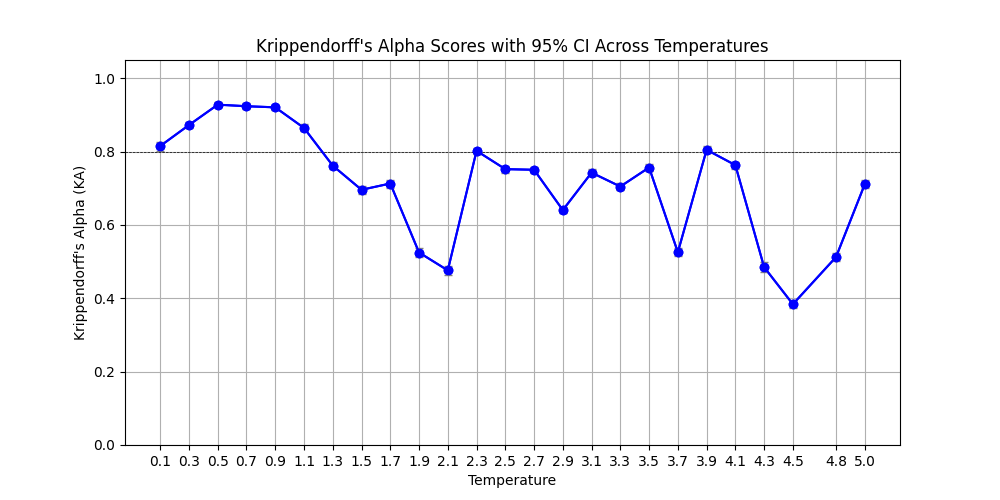 Krippendorff's Alpha Scores with 95% CI Across Temperatures
Krippendorff's Alpha (KA)
1.0
0.8
0.6
0.4
0.2
0.0
0.1 0.3 0.5 0.7 0.9 1.1 1.3 1.5 1.7 1.9 2.1 2.3 2.5 2.7 2.9 3.1 3.3 3.5 3.7 3.9 4.1 4.3 4.5 4.8 5.0
Temperature